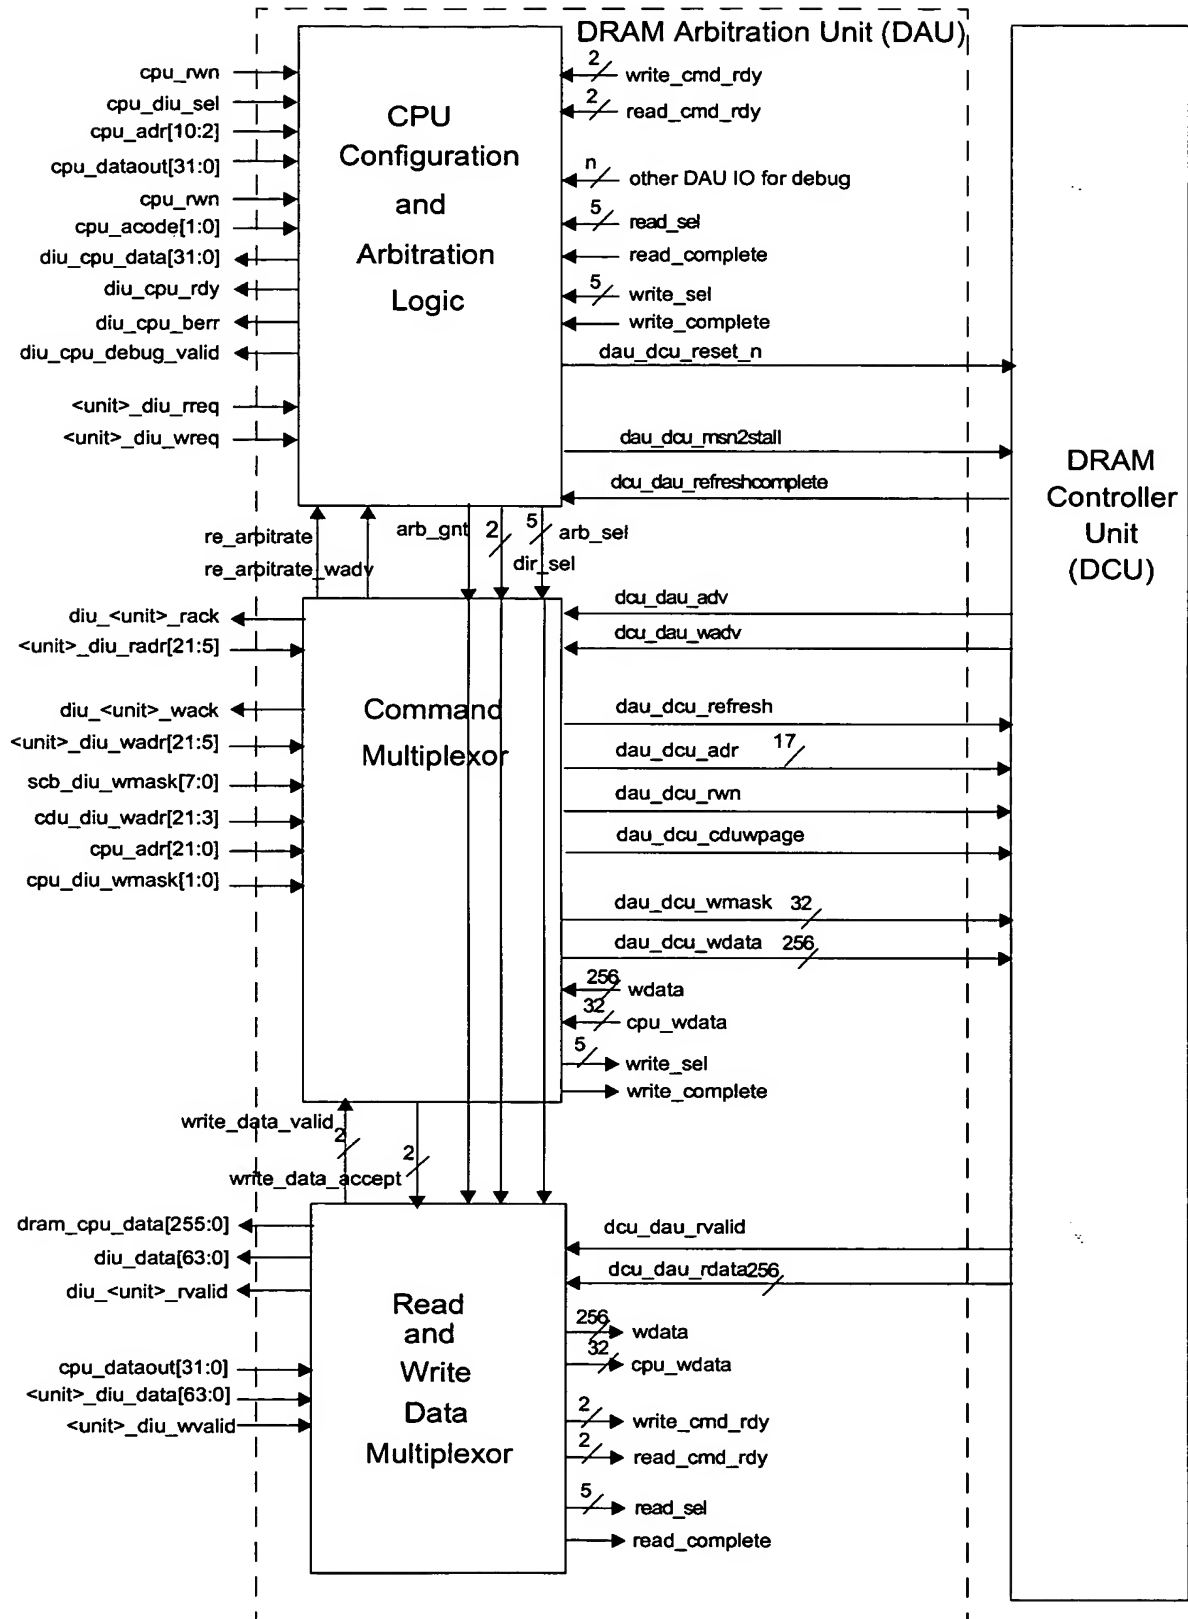 DRAM Arbitration Unit (DAU)
cpu_rwn
cpu_diu_sel
cpu_adr[10:2]
cpu_dataout[31:0]
cpu_rwn
cpu_acode[1:0]
diu_cpu_data[31:0]
diu_cpu_rdy
diu_cpu_berr
diu_cpu_debug_valid
<unit>_diu_rreq
<unit>_diu_wreq
CPU
Configuration
and
Arbitration
Logic
2
write_cmd_rdy
2
read_cmd_rdy
n
other DAU IO for debug
5
read_sel
read_complete
5
write_sel
write_complete
dau_dcu_reset_n
dau_dcu_msn2stall
dcu_dau_refreshcomplete
DRAM
Controller
Unit
(DCU)
re_arbitrate
re_arbitrate_wadv
arb_gnt
2
dir_sel
5
arb_sel
diu_<unit>_rack
<unit>_diu_radr[21:5]
diu_<unit>_wack
<unit>_diu_wadr[21:5]
scb_diu_wmask[7:0]
cdu_diu_wadr[21:3]
cpu_adr[21:0]
cpu_diu_wmask[1:0]
Command
Multiplexor
dcu_dau_adv
dcu_dau_wadv
dau_dcu_refresh
dau_dcu_adr
17
dau_dcu_rwn
dau_dcu_cduwpage
dau_dcu_wmask
32
dau_dcu_wdata
256
256
wdata
32
cpu_wdata
5
write_sel
write_complete
write_data_valid
2
2
write_data_accept
dram_cpu_data[255:0]
diu_data[63:0]
diu_<unit>_rvalid
cpu_dataout[31:0]
<unit>_diu_data[63:0]
<unit>_diu_wvalid
Read
and
Write
Data
Multiplexor
dcu_dau_rvalid
dcu_dau_rdata
256
256
wdata
32
cpu_wdata
2
write_cmd_rdy
2
read_cmd_rdy
5
read_sel
read_complete